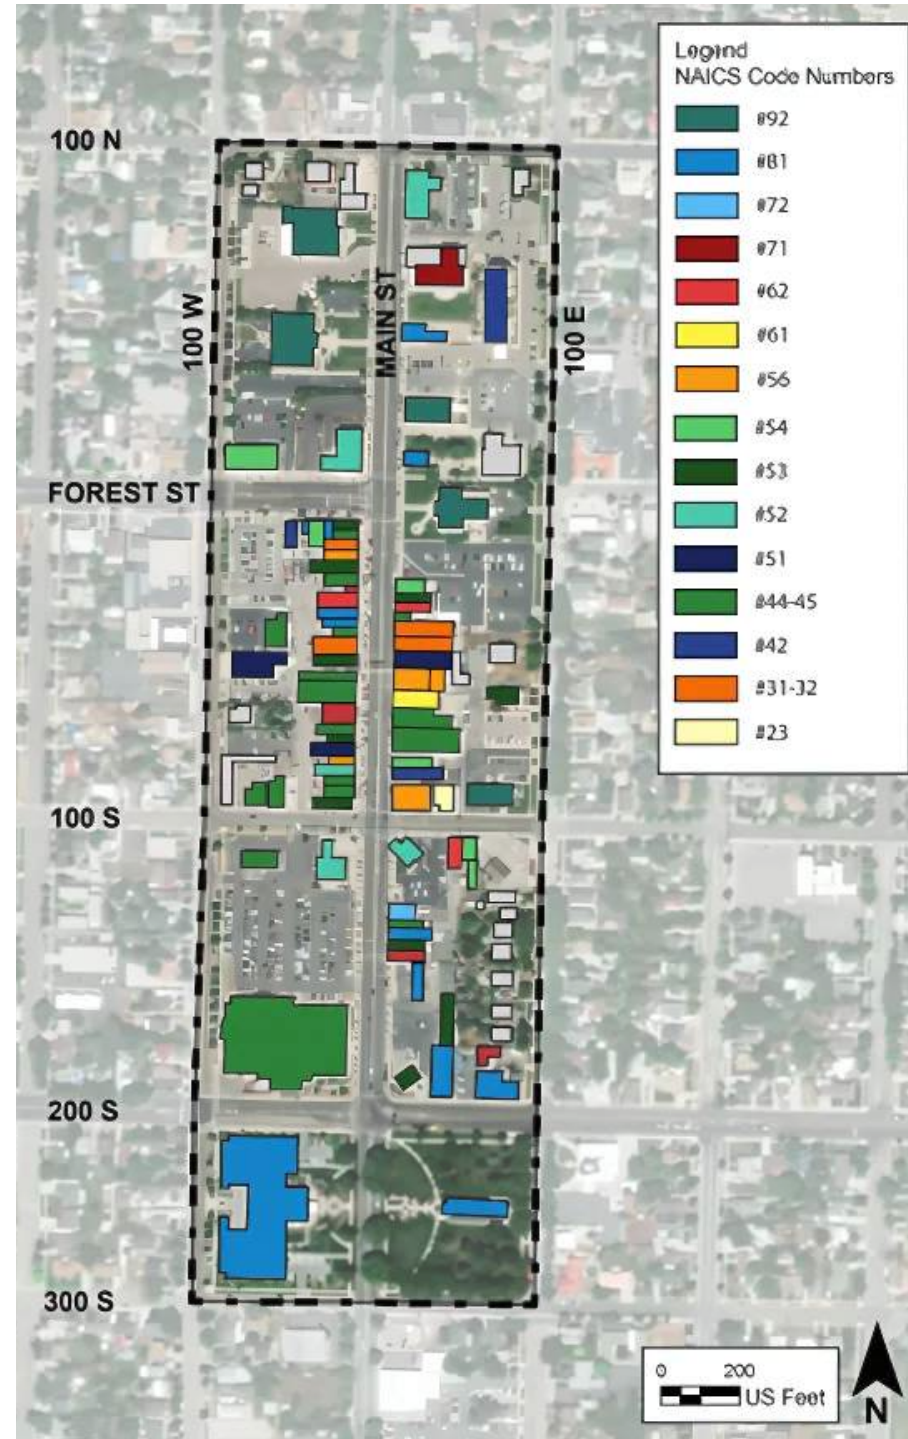 Legend
NAICS Code Numbers
#92
#81
#72
#71
#62
#61
#56
#54
#53
#52
#51
#44-45
#42
#31-32
#23
100 N
100 W
MAIN ST
100 E
FOREST ST
100 S
200 S
300 S
0 200
US Feet
N